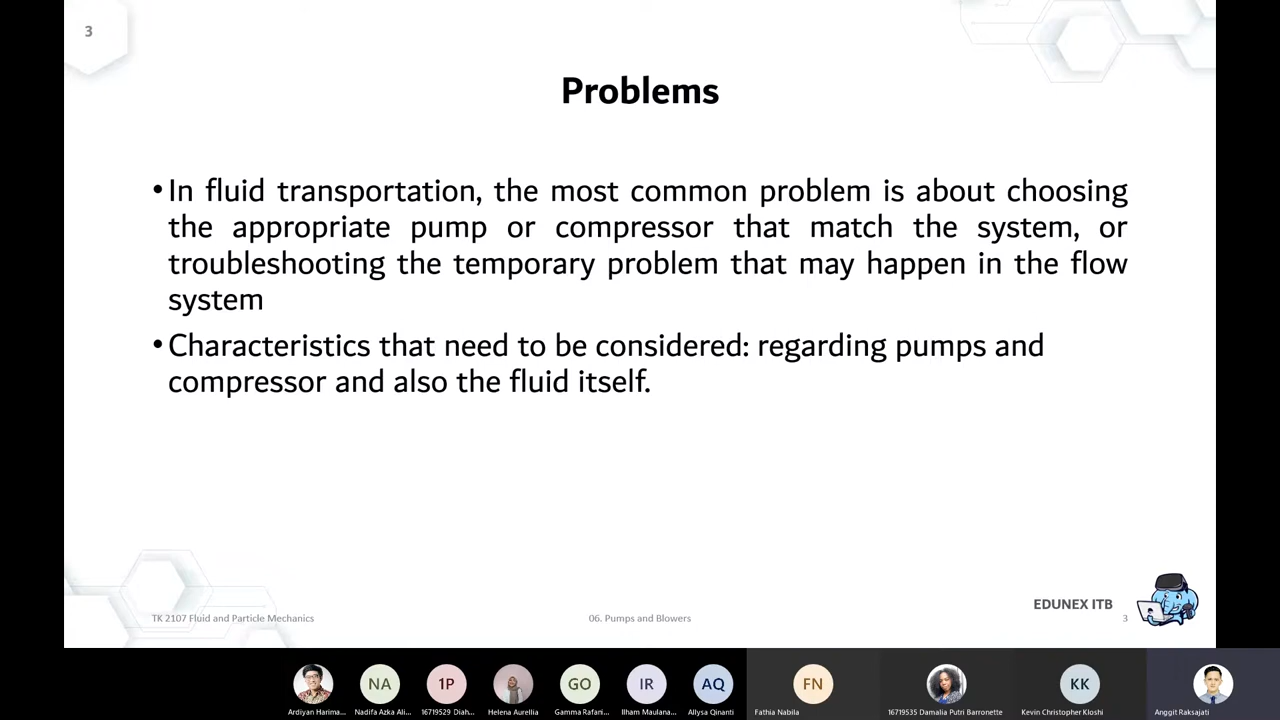 3
Problems
•In fluid transportation, the most common problem is about choosing
the appropriate pump or compressor that match the system, or
troubleshooting the temporary problem that may happen in the flow
system
•Characteristics that need to be considered: regarding pumps and
compressor and also the fluid itself.
EDUNEX ITB
TK 2107 Fluid and Particle Mechanics
06. Pumps and Blowers
3
NA
1P
GO
IR
AQ
FN
KK
Ardiyan Harima...
Nadifa Azka Ali...
16719529 Diah...
Helena Aurellia
Gamma Rafari...
Ilham Maulana...
Allysa Qinanti
Fathia Nabila
16719535 Damalia Putri Barronette
Kevin Christopher Kloshi
Anggit Raksajati